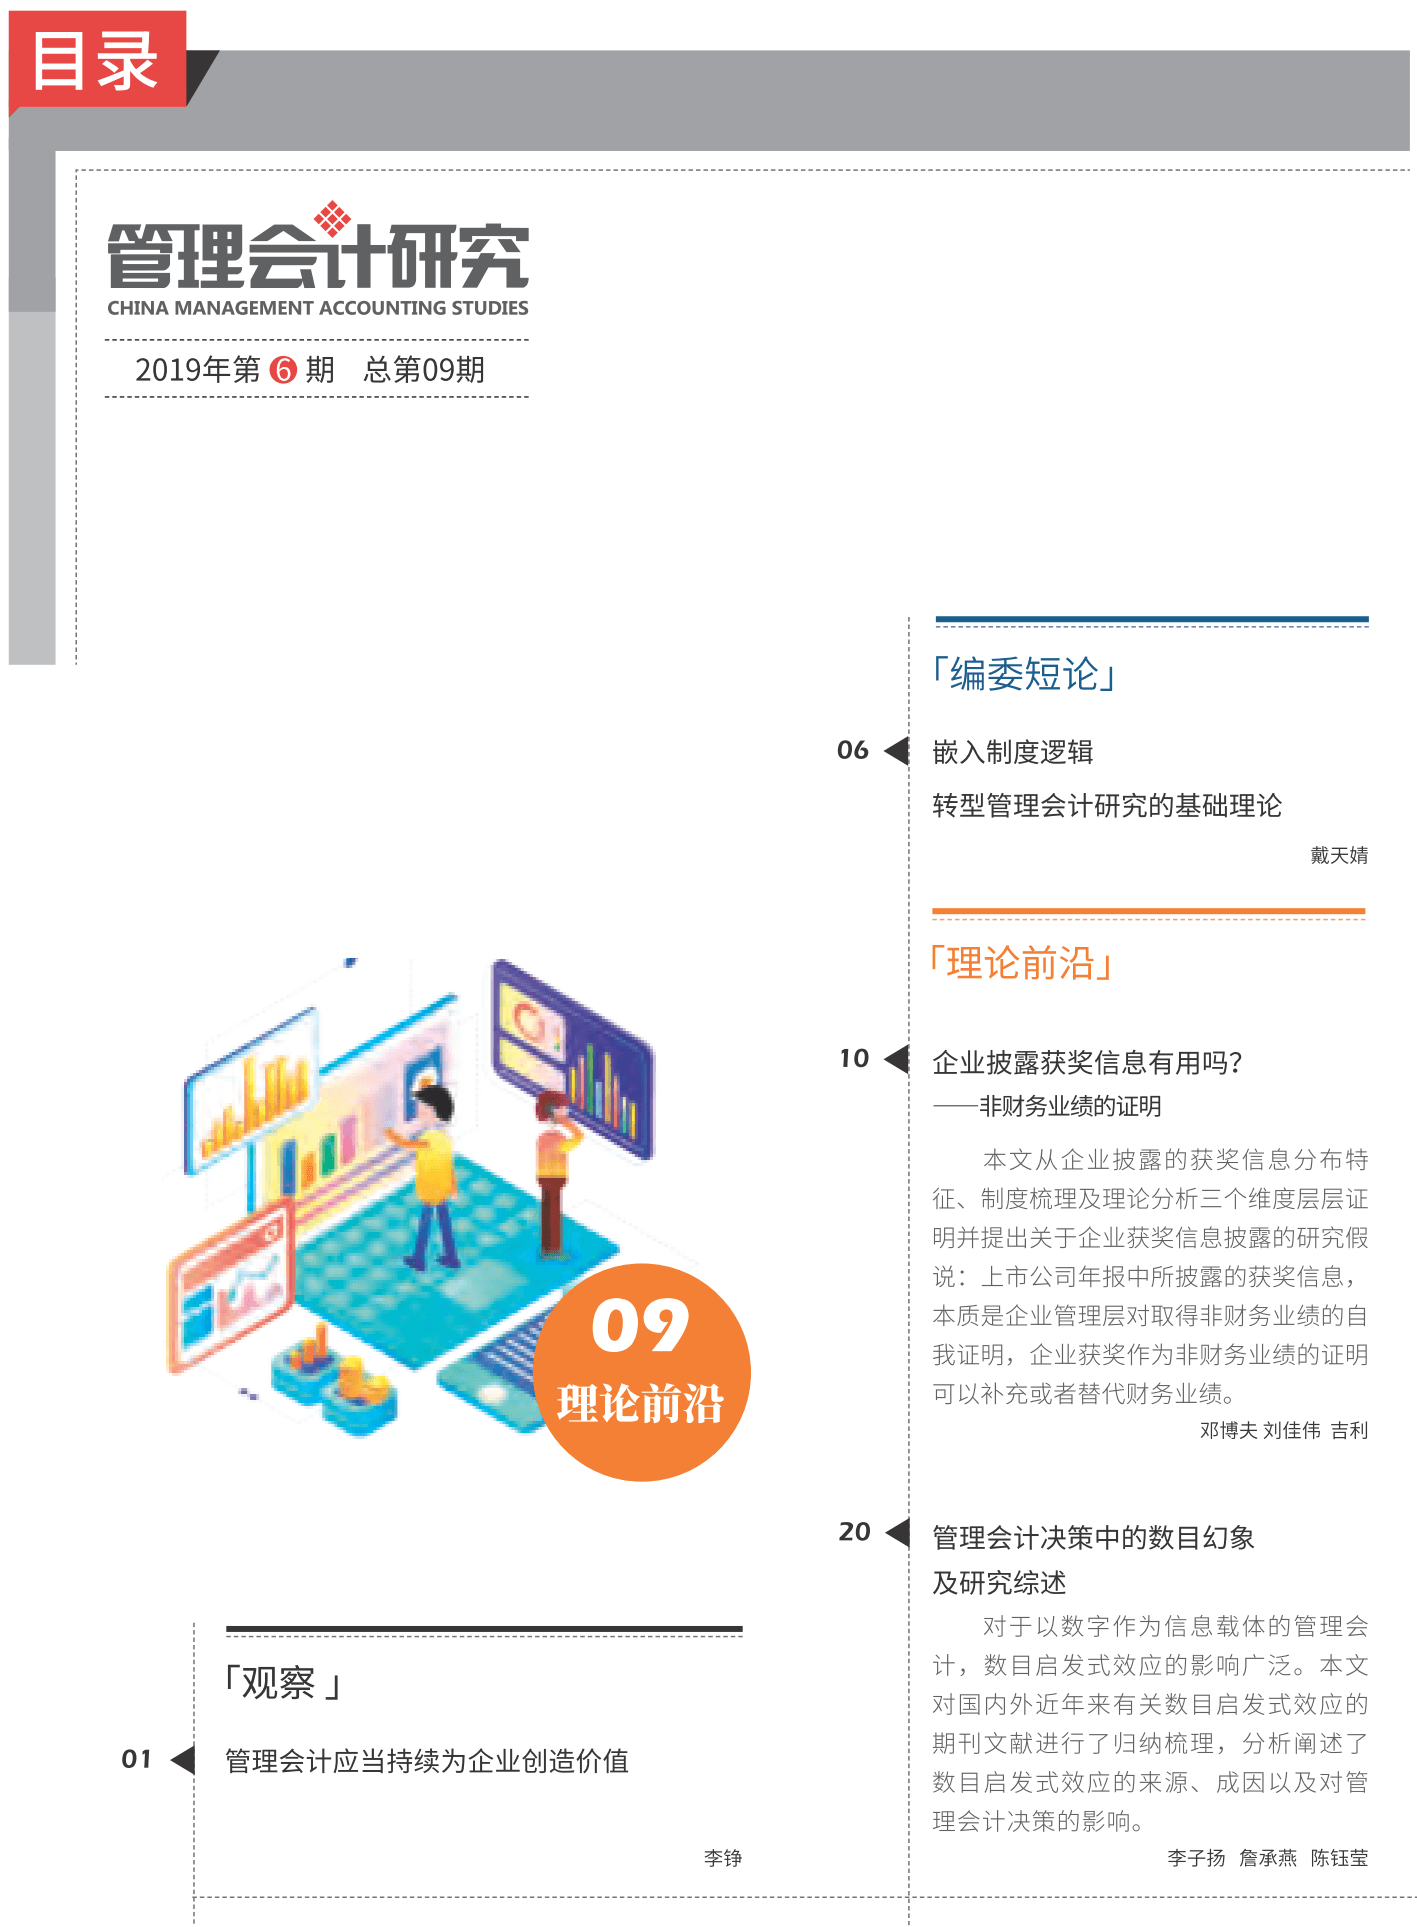 目录
管理会计研究
CHINA MANAGEMENT ACCOUNTING STUDIES
2019年第 6 期 总第09期
「编委短论」
06 嵌入制度逻辑
转型管理会计研究的基础理论
戴天婧
「理论前沿」
10 企业披露获奖信息有用吗?
——非财务业绩的证明
本文从企业披露的获奖信息分布特
征、制度梳理及理论分析三个维度层层证
明并提出关于企业获奖信息披露的研究假
说：上市公司年报中所披露的获奖信息，
本质是企业管理层对取得非财务业绩的自
我证明，企业获奖作为非财务业绩的证明
可以补充或者替代财务业绩。
邓博夫 刘佳伟 吉利
20 管理会计决策中的数目幻象
及研究综述
对于以数字作为信息载体的管理会
计，数目启发式效应的影响广泛。本文
对国内外近年来有关数目启发式效应的
期刊文献进行了归纳梳理，分析阐述了
数目启发式效应的来源、成因以及对管
理会计决策的影响。
李子扬 詹承燕 陈钰莹
09
理论前沿
「观察 」
01 管理会计应当持续为企业创造价值
李铮